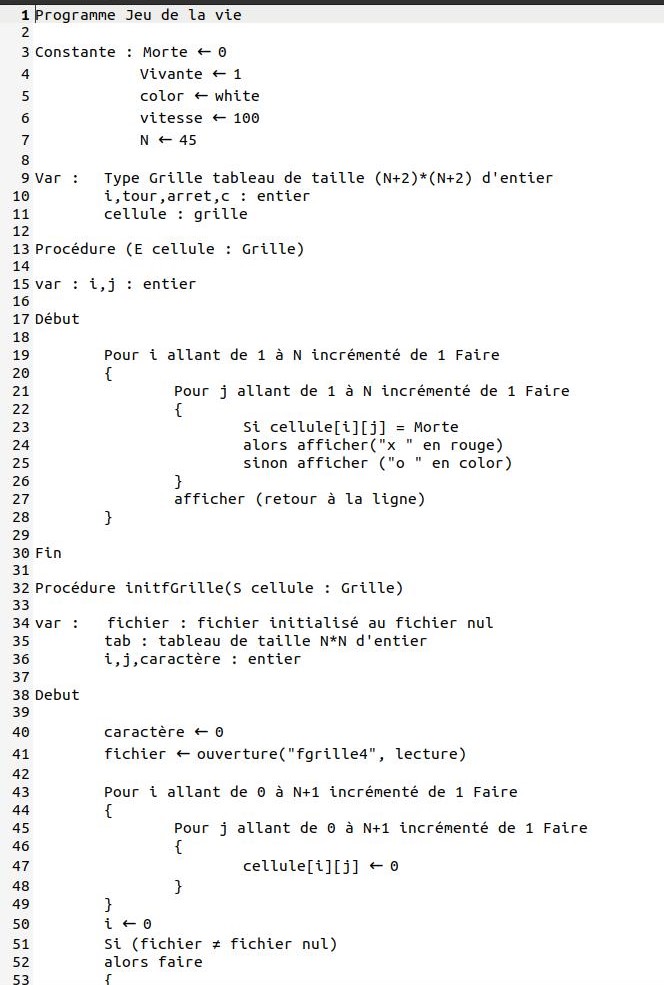 1 Programme Jeu de la vie
2
3 Constante : Morte ← 0
4 Vivante ← 1
5 color ← white
6 vitesse ← 100
7 N ← 45
8
9 Var : Type Grille tableau de taille (N+2)*(N+2) d'entier
10 i,tour,arret,c : entier
11 cellule : grille
12
13 Procédure (E cellule : Grille)
14
15 var : i,j : entier
16
17 Début
18
19 Pour i allant de 1 à N incrémenté de 1 Faire
20 {
21 Pour j allant de 1 à N incrémenté de 1 Faire
22 {
23 Si cellule[i][j] = Morte
24 alors afficher("x " en rouge)
25 sinon afficher ("o " en color)
26 }
27 afficher (retour à la ligne)
28 }
29
30 Fin
31
32 Procédure initfGrille(S cellule : Grille)
33
34 var : fichier : fichier initialisé au fichier nul
35 tab : tableau de taille N*N d'entier
36 i,j,caractère : entier
37
38 Debut
39
40 caractère ← 0
41 fichier ← ouverture("fgrille4", lecture)
42
43 Pour i allant de 0 à N+1 incrémenté de 1 Faire
44 {
45 Pour j allant de 0 à N+1 incrémenté de 1 Faire
46 {
47 cellule[i][j] ← 0
48 }
49 }
50 i ← 0
51 Si (fichier ≠ fichier nul)
52 alors faire
53 {